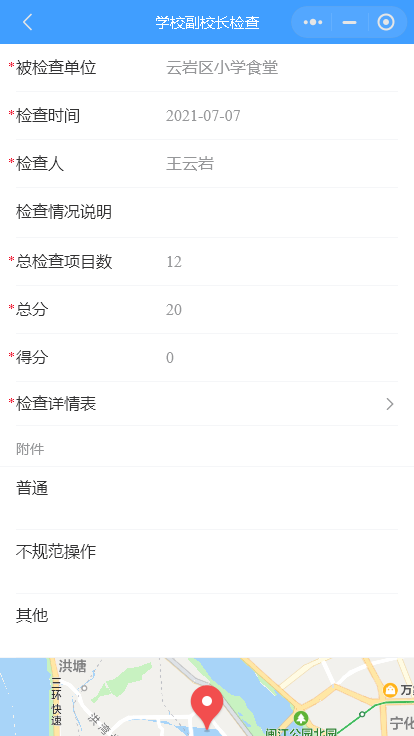 学校副校长检查
*被检查单位 云岩区小学食堂
*检查时间 2021-07-07
*检查人 王云岩
检查情况说明
*总检查项目数 12
*总分 20
*得分 0
*检查详情表
附件
普通
不规范操作
其他
洪塘
三环快速
洪湾
万
宁化
闽江公园北园